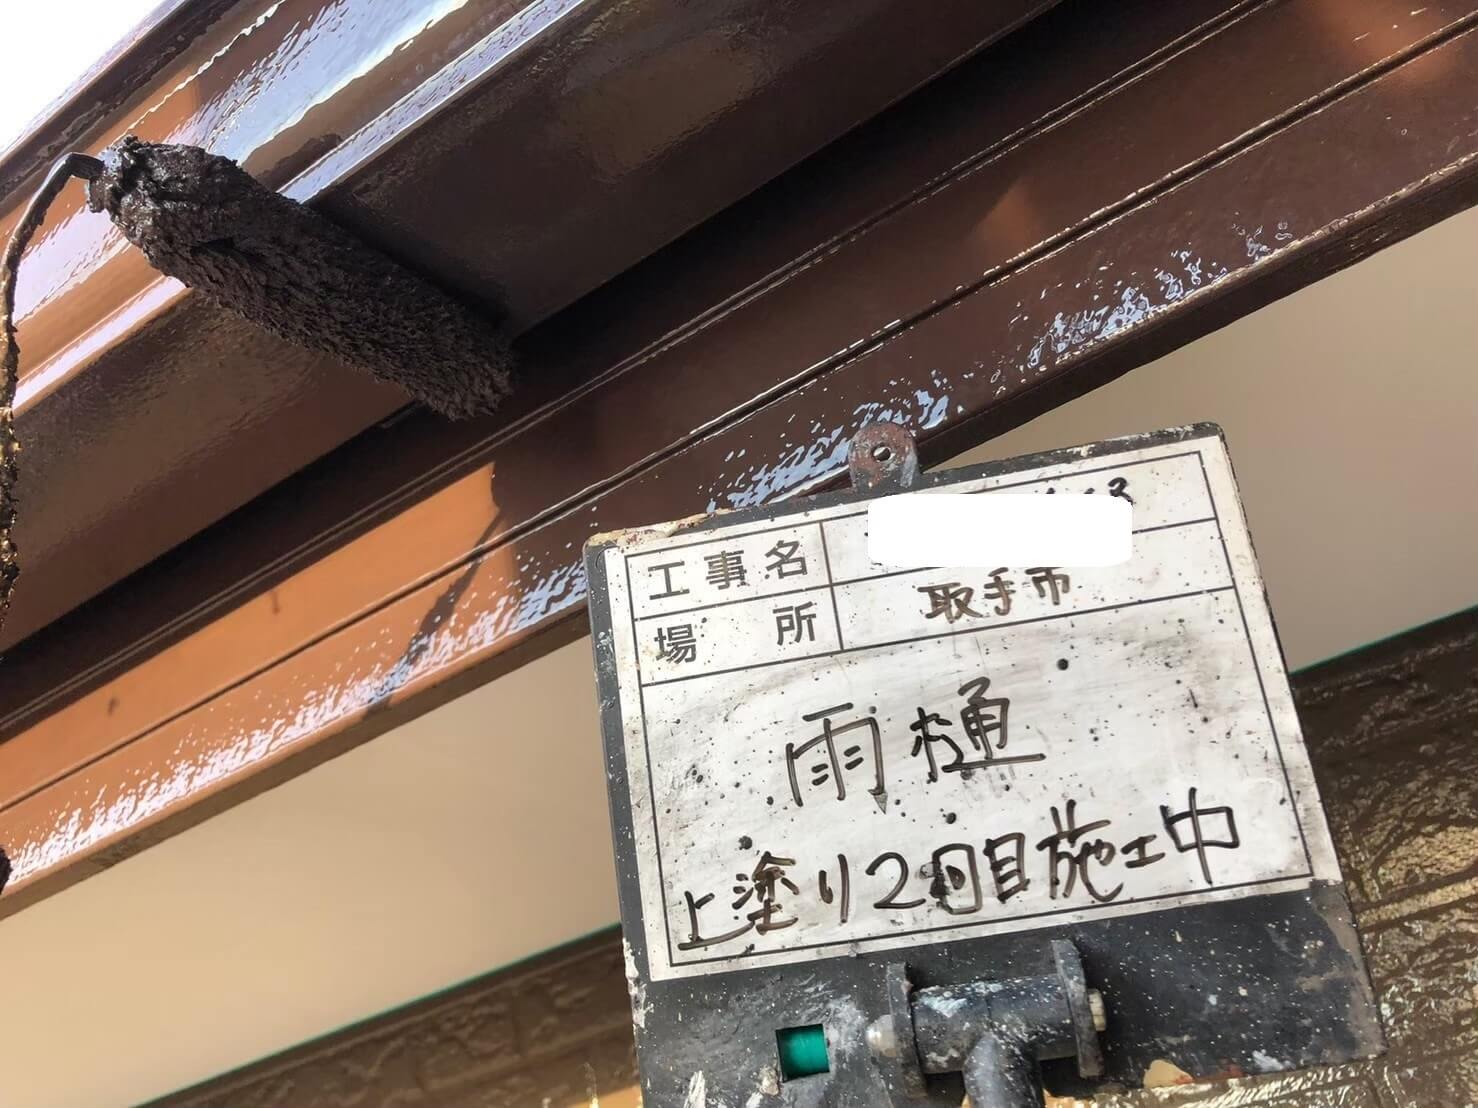 工事名
場所 取手市
雨樋
上塗り2回目施工中